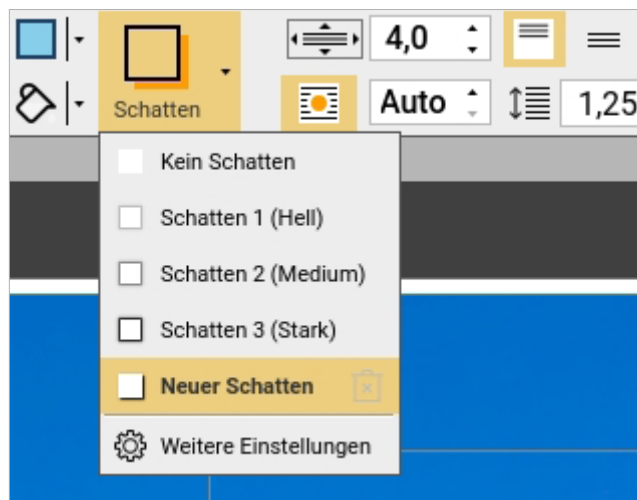 4,0
Schatten
Auto
1,25
Kein Schatten
Schatten 1 (Hell)
Schatten 2 (Medium)
Schatten 3 (Stark)
Neuer Schatten
Weitere Einstellungen